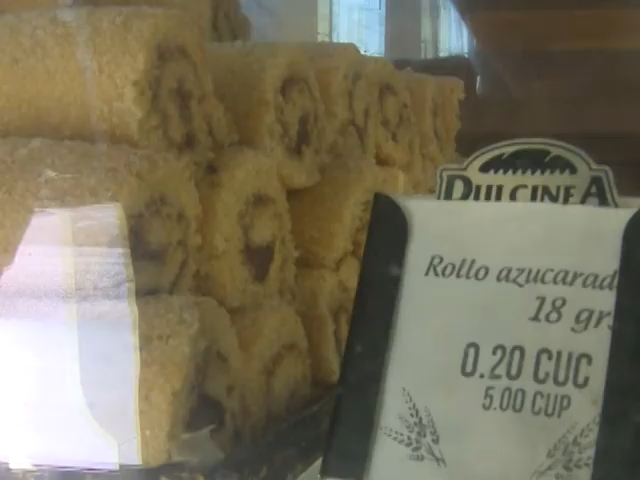 DULCINEA
Rollo azucarad
18 gr.
0.20 CUC
5.00 CUP